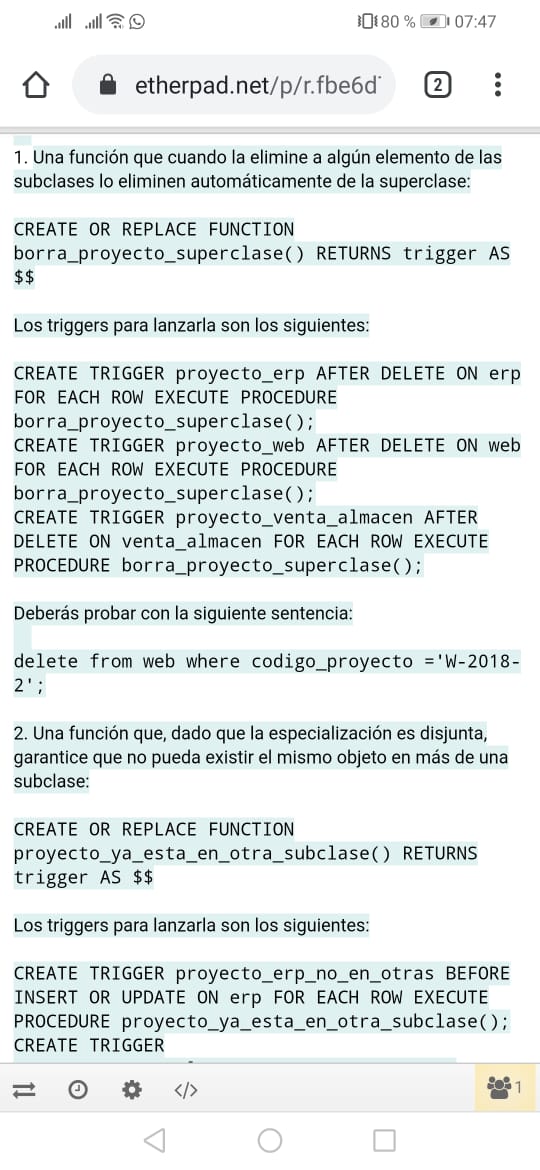 80 % 07:47
etherpad.net/p/r.fbe6d
2
1. Una función que cuando la elimine a algún elemento de las
subclases lo eliminen automáticamente de la superclase:
CREATE OR REPLACE FUNCTION
borra_proyecto_superclase() RETURNS trigger AS
$$
Los triggers para lanzarla son los siguientes:
CREATE TRIGGER proyecto_erp AFTER DELETE ON erp
FOR EACH ROW EXECUTE PROCEDURE
borra_proyecto_superclase();
CREATE TRIGGER proyecto_web AFTER DELETE ON web
FOR EACH ROW EXECUTE PROCEDURE
borra_proyecto_superclase();
CREATE TRIGGER proyecto_venta_almacen AFTER
DELETE ON venta_almacen FOR EACH ROW EXECUTE
PROCEDURE borra_proyecto_superclase();
Deberás probar con la siguiente sentencia:
delete from web where codigo_proyecto ='W-2018-
2';
2. Una función que, dado que la especialización es disjunta,
garantice que no pueda existir el mismo objeto en más de una
subclase:
CREATE OR REPLACE FUNCTION
proyecto_ya_esta_en_otra_subclase() RETURNS
trigger AS $$
Los triggers para lanzarla son los siguientes:
CREATE TRIGGER proyecto_erp_no_en_otras BEFORE
INSERT OR UPDATE ON erp FOR EACH ROW EXECUTE
PROCEDURE proyecto_ya_esta_en_otra_subclase();
CREATE TRIGGER
</> 1